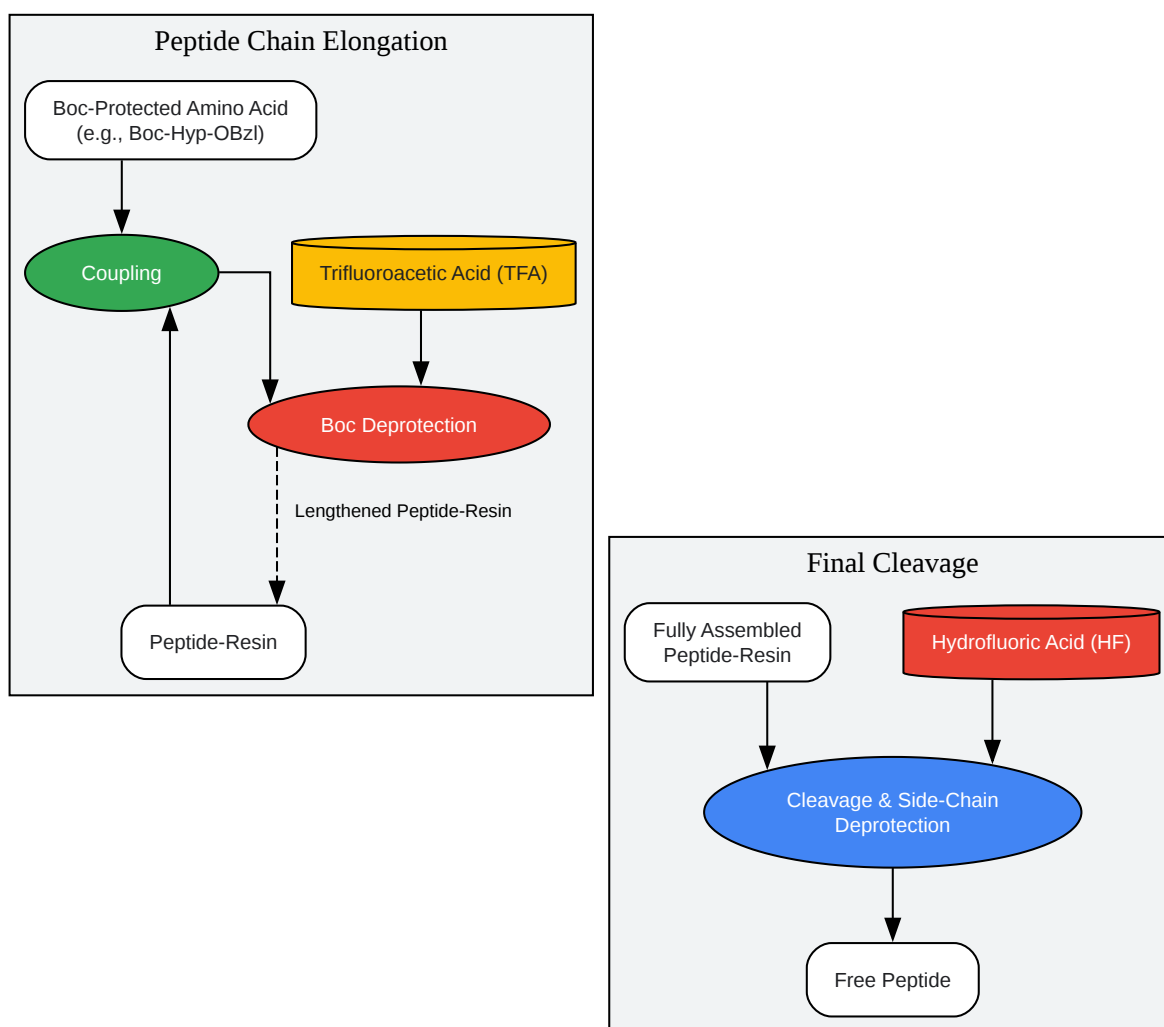 Peptide Chain Elongation
Boc-Protected Amino Acid
(e.g., Boc-Hyp-OBzl)
Coupling
Trifluoroacetic Acid (TFA)
Boc Deprotection
Lengthened Peptide-Resin
Peptide-Resin
Final Cleavage
Fully Assembled
Peptide-Resin
Hydrofluoric Acid (HF)
Cleavage & Side-Chain
Deprotection
Free Peptide